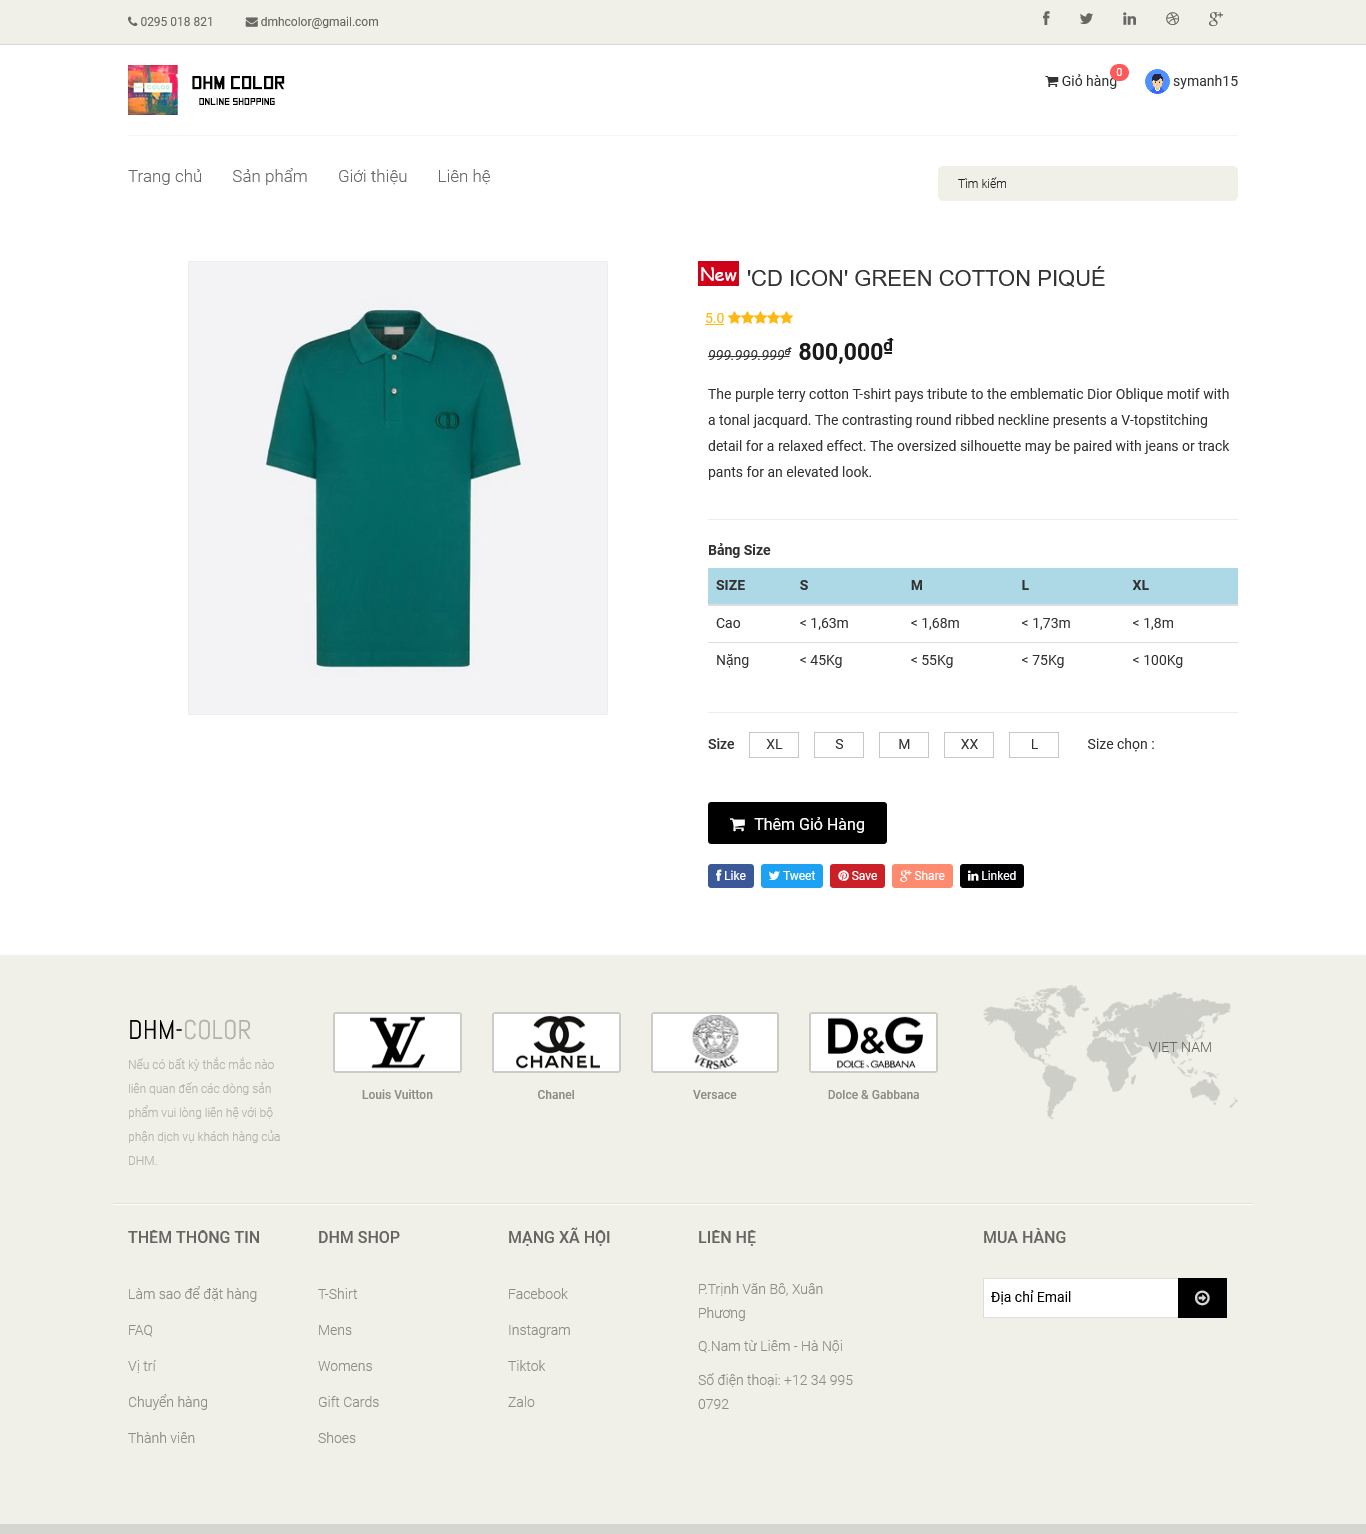 0295 018 821 dmhcolor@gmail.com
DHM COLOR
ONLINE SHOPPING
Giỏ hàng 0 symanh15
Trang chủ Sản phẩm Giới thiệu Liên hệ
Tìm kiếm
New 'CD ICON' GREEN COTTON PIQUÉ
5.0
999.999.999₫ 800,000₫
The purple terry cotton T-shirt pays tribute to the emblematic Dior Oblique motif with
a tonal jacquard. The contrasting round ribbed neckline presents a V-topstitching
detail for a relaxed effect. The oversized silhouette may be paired with jeans or track
pants for an elevated look.
Bảng Size
SIZE S M L XL
Cao < 1,63m < 1,68m < 1,73m < 1,8m
Nặng < 45Kg < 55Kg < 75Kg < 100Kg
Size XL S M XX L Size chọn :
Thêm Giỏ Hàng
Like Tweet Save Share Linked
DHM-COLOR
Nếu có bất kỳ thắc mắc nào
liên quan đến các dòng sản
phẩm vui lòng liên hệ với bộ
phận dịch vụ khách hàng của
DHM.
LV
Louis Vuitton
CHANEL
Chanel
VERSACE
Versace
D&G
DOLCE & GABBANA
Dolce & Gabbana
VIET NAM
THÊM THÔNG TIN
Làm sao để đặt hàng
FAQ
Vị trí
Chuyển hàng
Thành viên
DHM SHOP
T-Shirt
Mens
Womens
Gift Cards
Shoes
MẠNG XÃ HỘI
Facebook
Instagram
Tiktok
Zalo
LIÊN HỆ
P.Trịnh Văn Bô, Xuân
Phương
Q.Nam từ Liêm - Hà Nội
Số điện thoại: +12 34 995
0792
MUA HÀNG
Địa chỉ Email